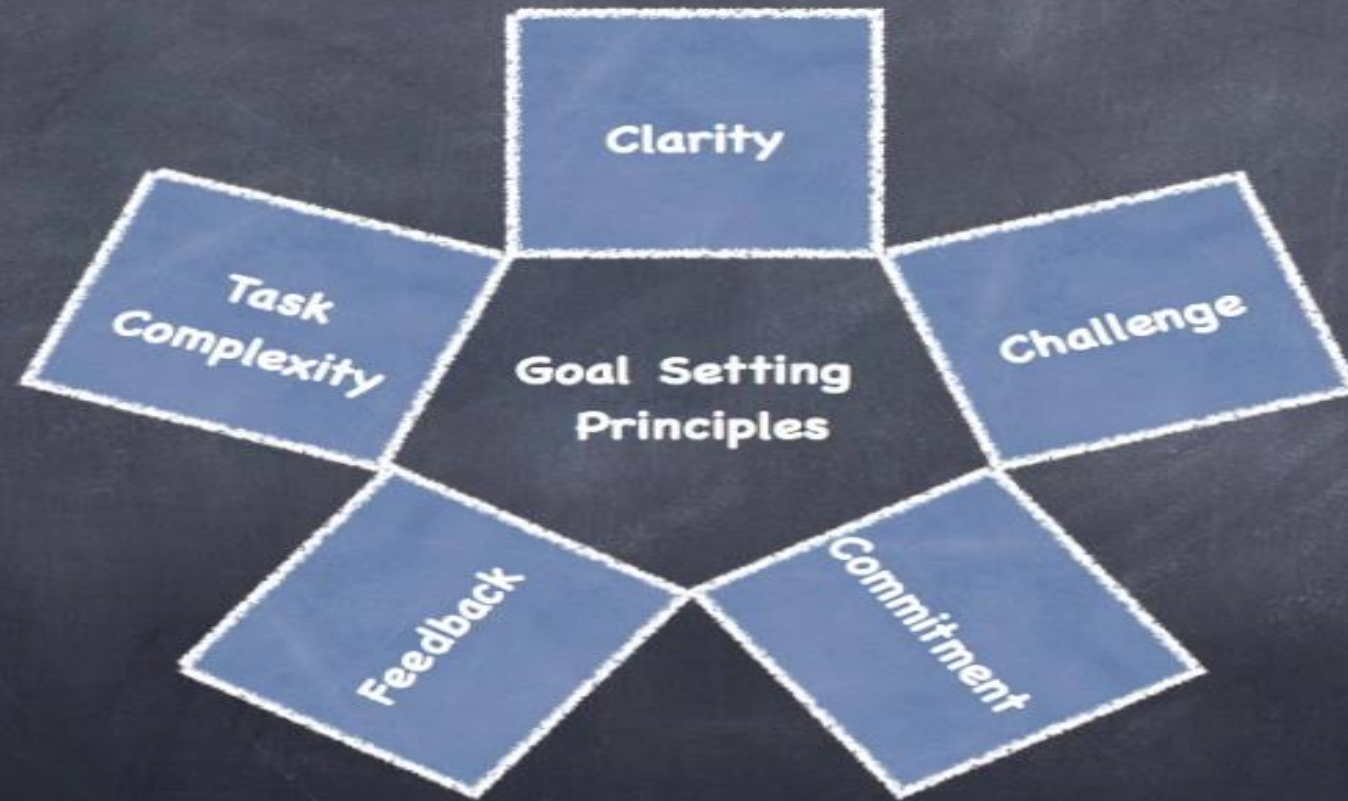 Clarity
Challenge
Commitment
Feedback
Task
Complexity
Goal Setting
Principles